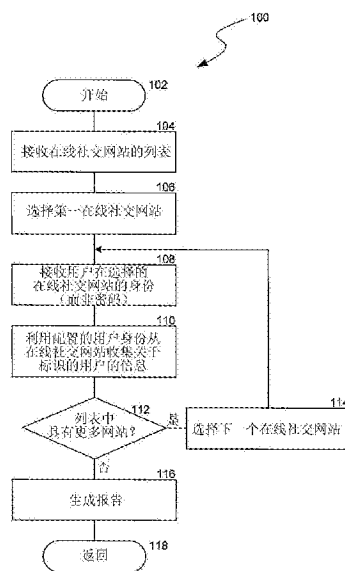 100
102
开始
104
接收在线社交网站的列表
106
选择第一在线社交网站
108
接收用户在选择的
在线社交网站的身份
(而非密码)
110
利用配置的用户身份从
在线社交网站收集关于
标识的用户的信息
112
列表中
具有更多网站?
是
114
选择下一个在线社交网站
否
116
生成报告
返回
118